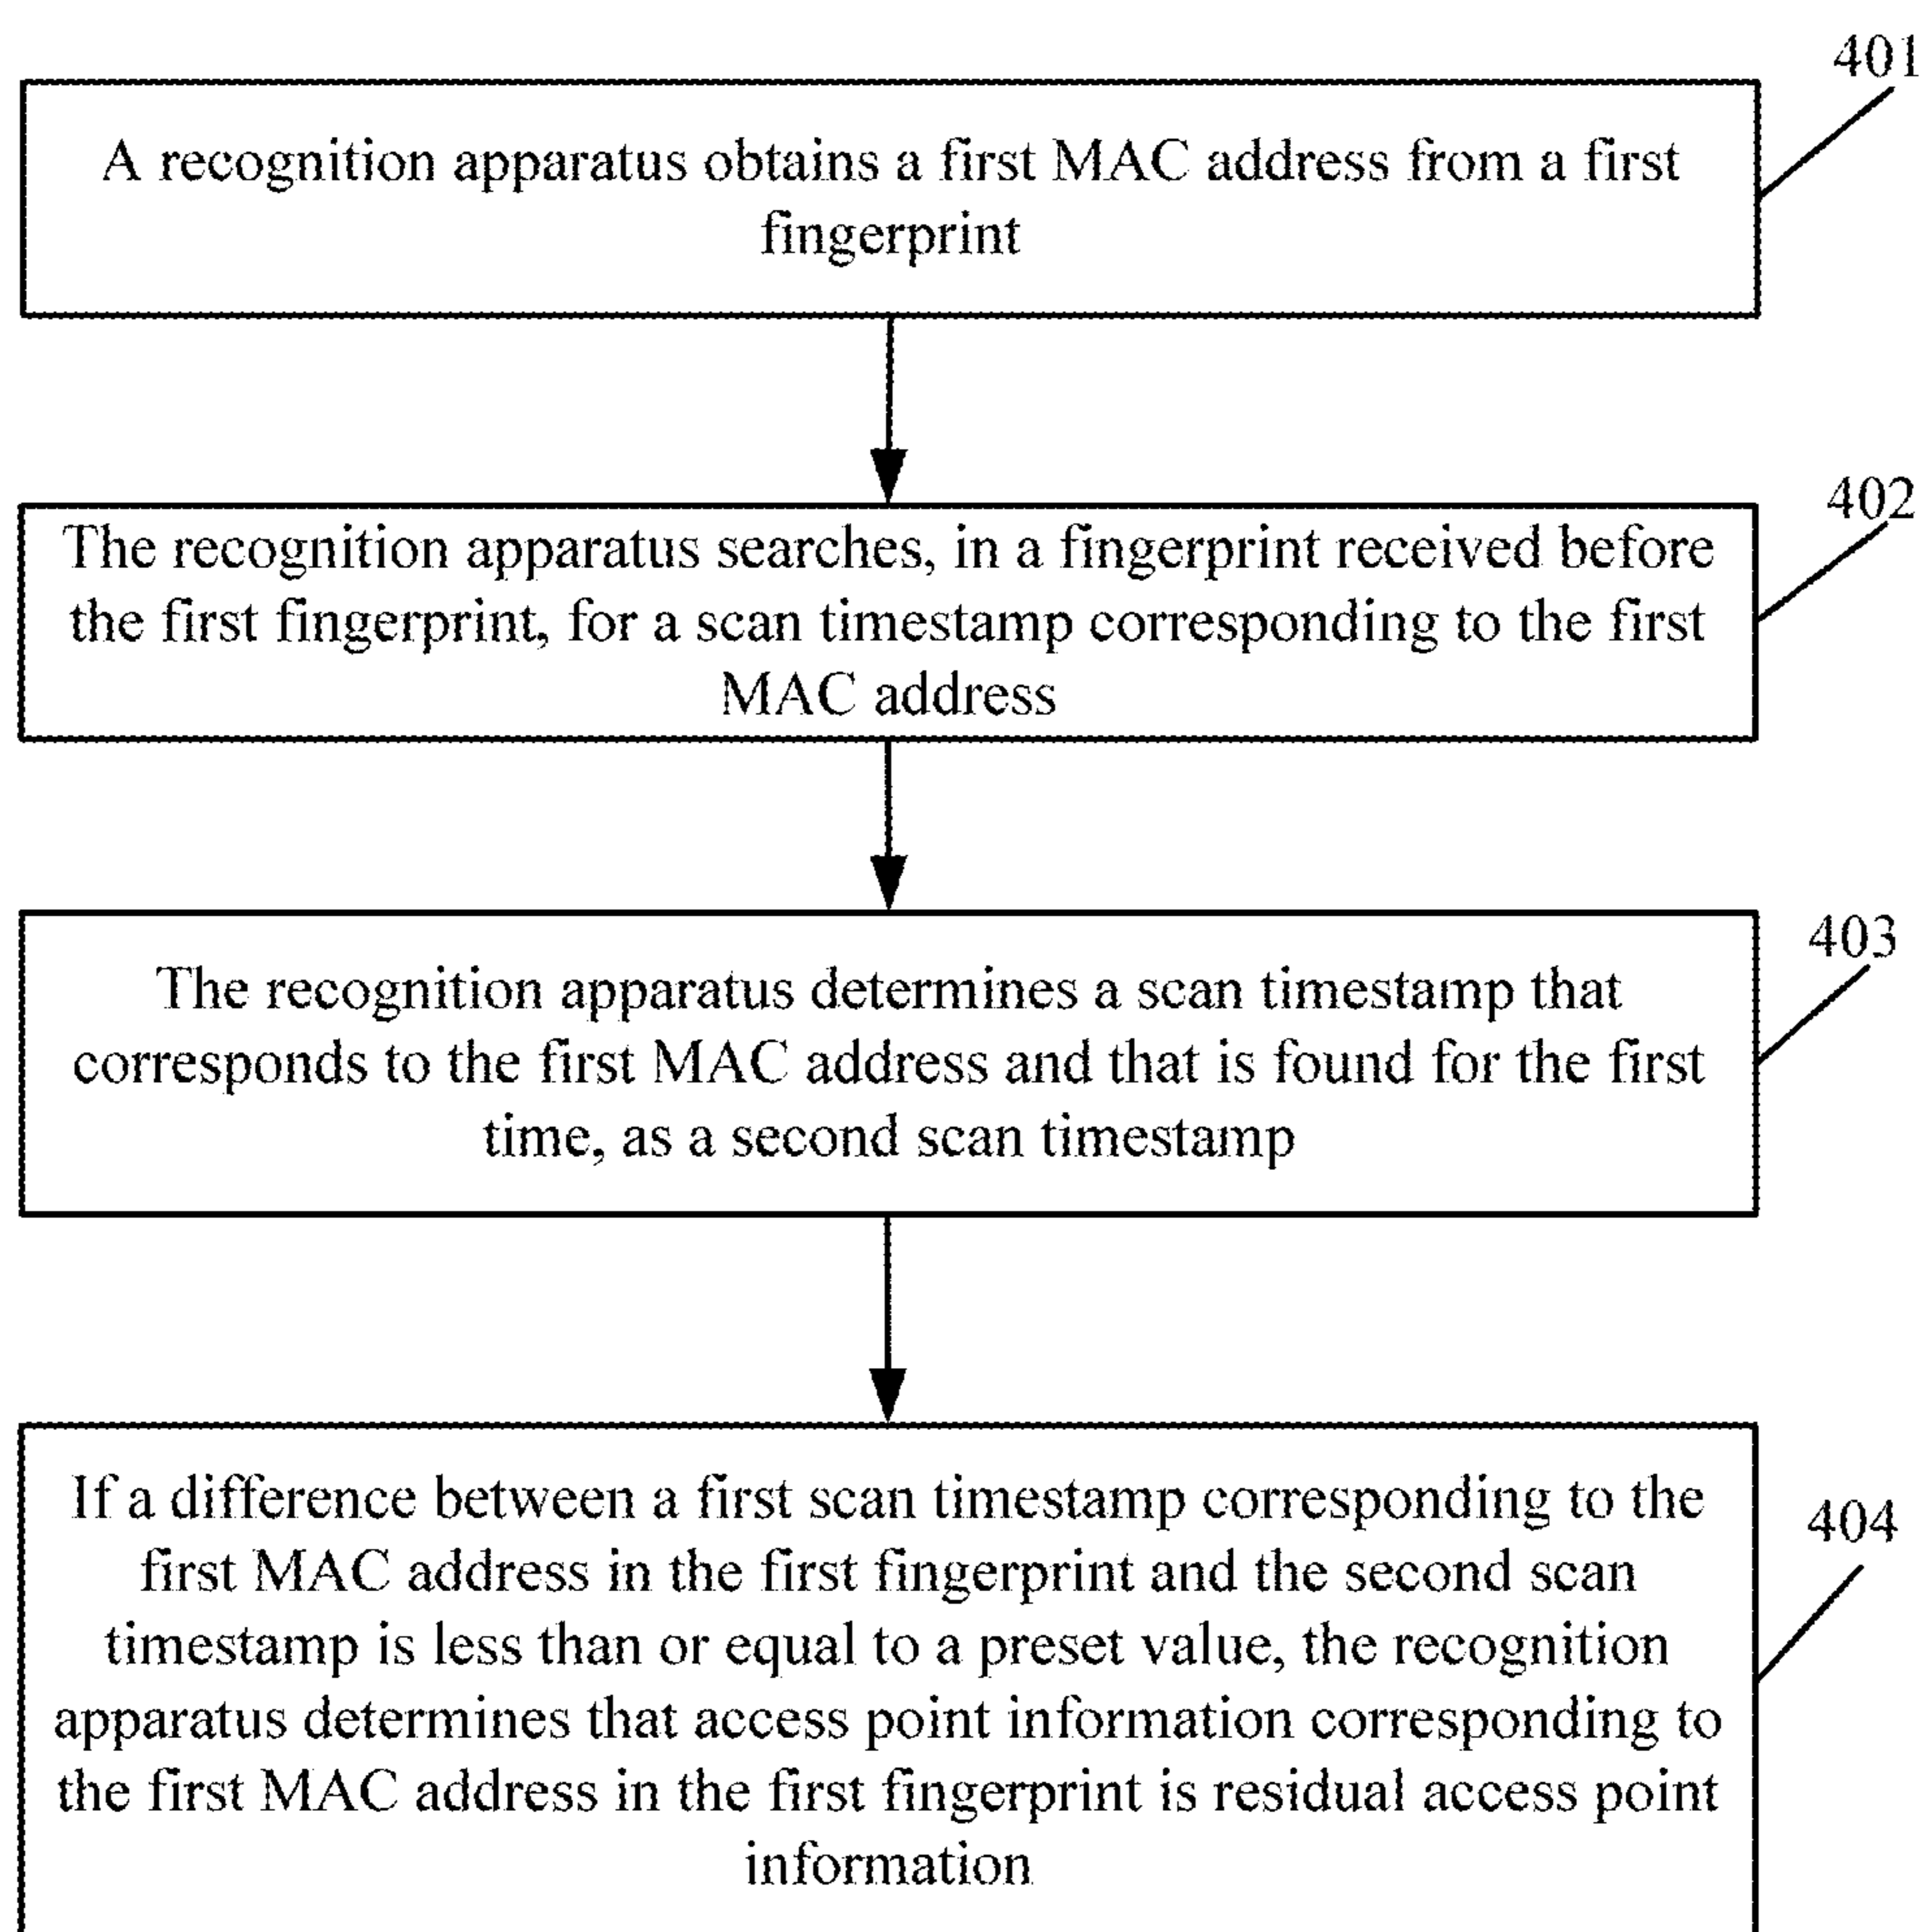 401
A recognition apparatus obtains a first MAC address from a first
fingerprint
402
The recognition apparatus searches, in a fingerprint received before
the first fingerprint, for a scan timestamp corresponding to the first
MAC address
403
The recognition apparatus determines a scan timestamp that
corresponds to the first MAC address and that is found for the first
time, as a second scan timestamp
404
If a difference between a first scan timestamp corresponding to the
first MAC address in the first fingerprint and the second scan
timestamp is less than or equal to a preset value, the recognition
apparatus determines that access point information corresponding to
the first MAC address in the first fingerprint is residual access point
information